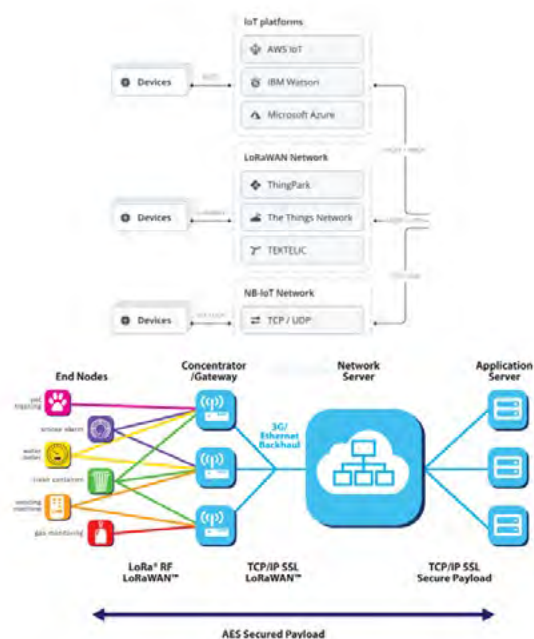 IoT platforms
AWS IoT
Devices
IBM Watson
Microsoft Azure
LoRaWAN Network
ThingPark
Devices
The Things Network
TEKTELIC
NB-IoT Network
Devices
TCP / UDP
End Nodes
Concentrator
/Gateway
Network
Server
Application
Server
pet
tracking
smoke alarm
water
meter
trash container
vending
machine
gas monitoring
3G/
Ethernet
Backhaul
LoRa® RF
LoRaWAN™
TCP/IP SSL
LoRaWAN™
TCP/IP SSL
Secure Payload
AES Secured Payload